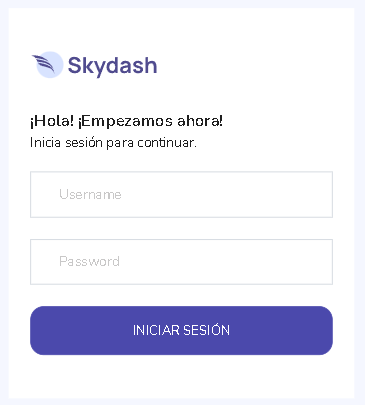 Skydash
¡Hola! ¡Empezamos ahora!
Inicia sesión para continuar.
Username
Password
INICIAR SESIÓN